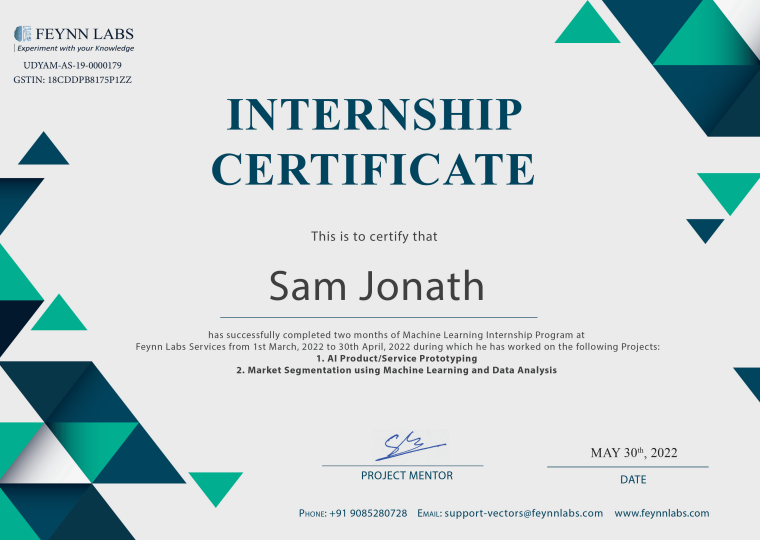 FEYNN LABS
Experiment with your Knowledge
UDYAM-AS-19-0000179
GSTIN: 18CDDPB8175P1ZZ
INTERNSHIP
CERTIFICATE
This is to certify that
Sam Jonath
has successfully completed two months of Machine Learning Internship Program at
Feynn Labs Services from 1st March, 2022 to 30th April, 2022 during which he has worked on the following Projects:
1. AI Product/Service Prototyping
2. Market Segmentation using Machine Learning and Data Analysis
MAY 30th, 2022
PROJECT MENTOR
DATE
PHONE: +91 9085280728 EMAIL: support-vectors@feynnlabs.com www.feynnlabs.com